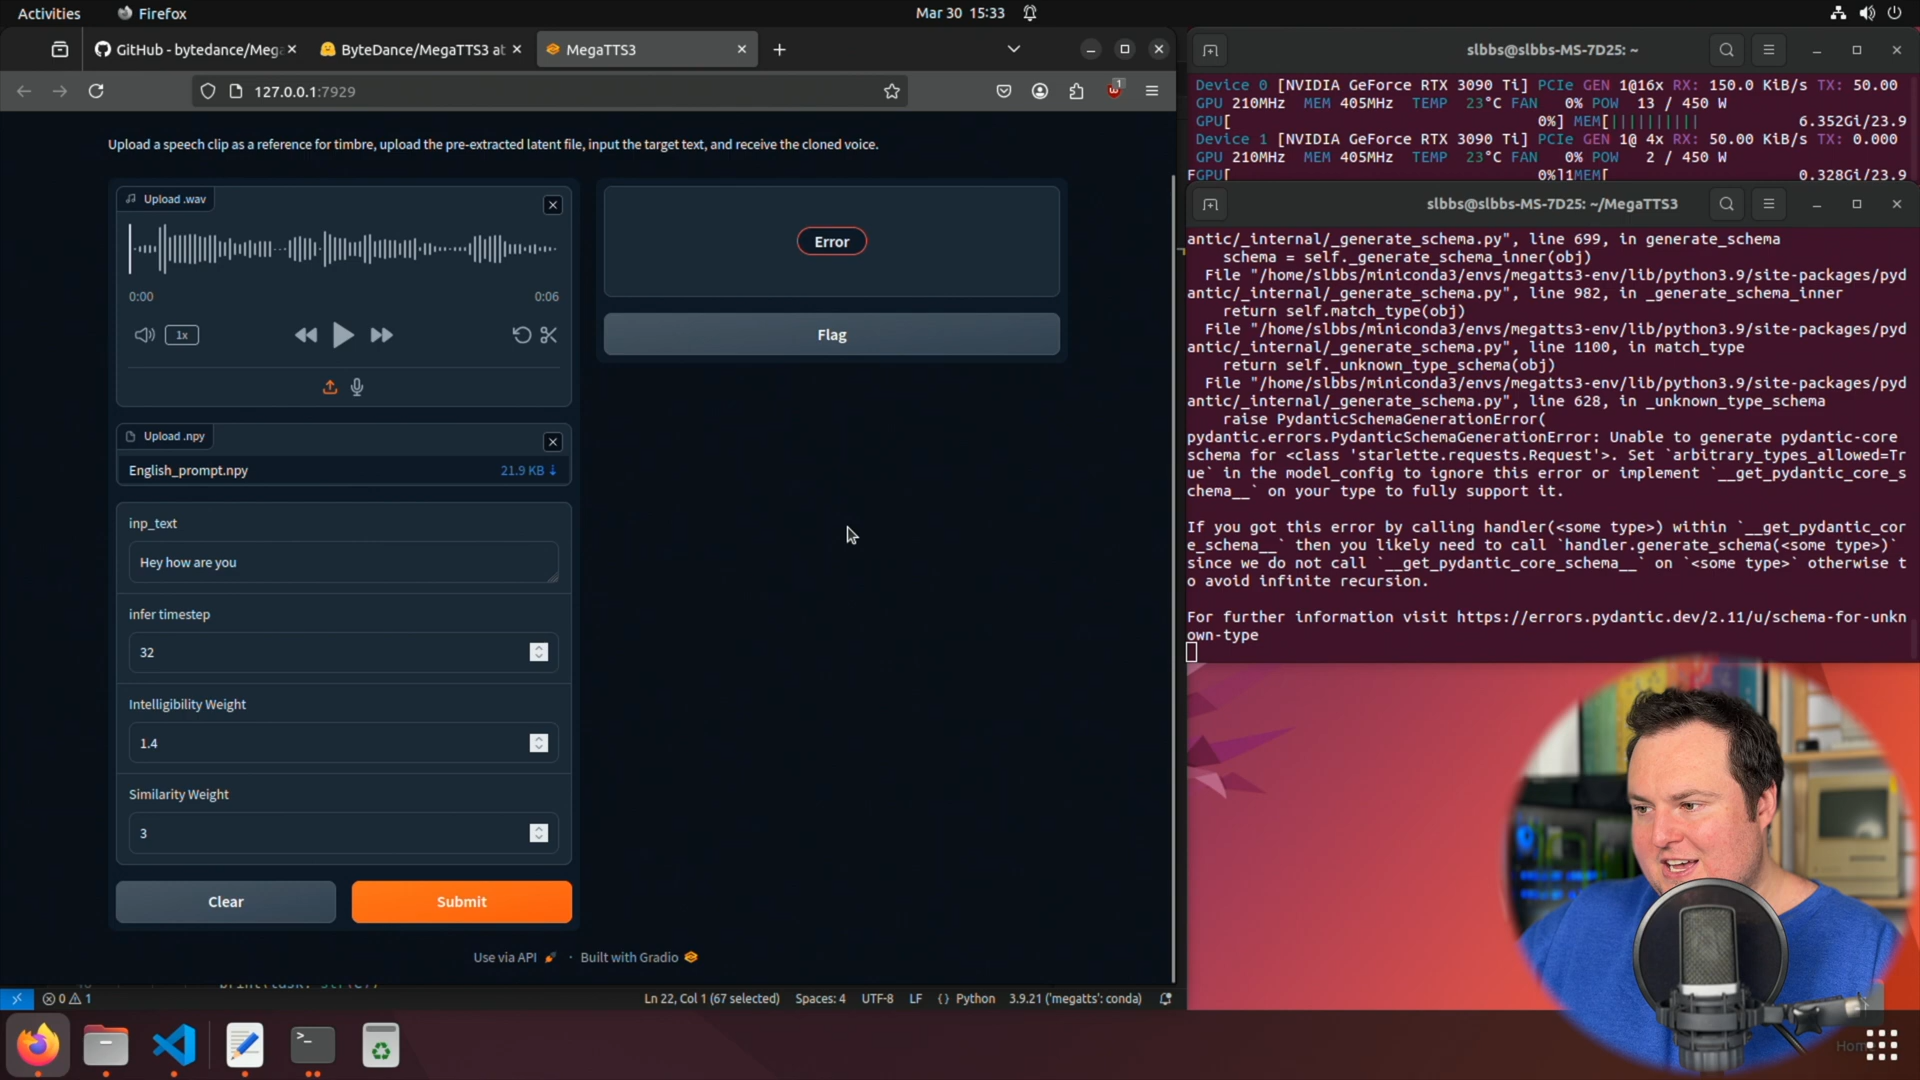 Activities
Firefox
Mar 30 15:33
GitHub - bytedance/Mega
ByteDance/MegaTTS3 at
MegaTTS3
127.0.0.1:7929
1
Upload a speech clip as a reference for timbre, upload the pre-extracted latent file, input the target text, and receive the cloned voice.
Upload .wav
0:00
0:06
1x
Upload .npy
English_prompt.npy
21.9 KB ⇣
inp_text
Hey how are you
infer timestep
32
Intelligibility Weight
1.4
Similarity Weight
3
Clear
Submit
Error
Flag
Use via API
·
Built with Gradio
0 1
Ln 22, Col 1 (67 selected)
Spaces: 4
UTF-8
LF
{ } Python
3.9.21 ('megatts': conda)
slbbs@slbbs-MS-7D25: ~
Device 0 [NVIDIA GeForce RTX 3090 Ti] PCIe GEN 1@16x RX: 150.0 KiB/s TX: 50.00
GPU 210MHz MEM 405MHz TEMP 23°C FAN 0% POW 13 / 450 W
GPU[ 0%] MEM[|||||||||| 6.352Gi/23.9
Device 1 [NVIDIA GeForce RTX 3090 Ti] PCIe GEN 1@ 4x RX: 50.00 KiB/s TX: 0.000
GPU 210MHz MEM 405MHz TEMP 23°C FAN 0% POW 2 / 450 W
FGPU[ 0%]1MEM[ 0.328Gi/23.9
slbbs@slbbs-MS-7D25: ~/MegaTTS3
antic/_internal/_generate_schema.py", line 699, in generate_schema
schema = self._generate_schema_inner(obj)
File "/home/slbbs/miniconda3/envs/megatts3-env/lib/python3.9/site-packages/pyd
antic/_internal/_generate_schema.py", line 982, in _generate_schema_inner
return self.match_type(obj)
File "/home/slbbs/miniconda3/envs/megatts3-env/lib/python3.9/site-packages/pyd
antic/_internal/_generate_schema.py", line 1100, in match_type
return self._unknown_type_schema(obj)
File "/home/slbbs/miniconda3/envs/megatts3-env/lib/python3.9/site-packages/pyd
antic/_internal/_generate_schema.py", line 628, in _unknown_type_schema
raise PydanticSchemaGenerationError(
pydantic.errors.PydanticSchemaGenerationError: Unable to generate pydantic-core
schema for <class 'starlette.requests.Request'>. Set `arbitrary_types_allowed=Tr
ue` in the model_config to ignore this error or implement `__get_pydantic_core_s
chema__` on your type to fully support it.
If you got this error by calling handler(<some type>) within `__get_pydantic_cor
e_schema__` then you likely need to call `handler.generate_schema(<some type>)`
since we do not call `__get_pydantic_core_schema__` on `<some type>` otherwise t
o avoid infinite recursion.
For further information visit https://errors.pydantic.dev/2.11/u/schema-for-unkn
own-type